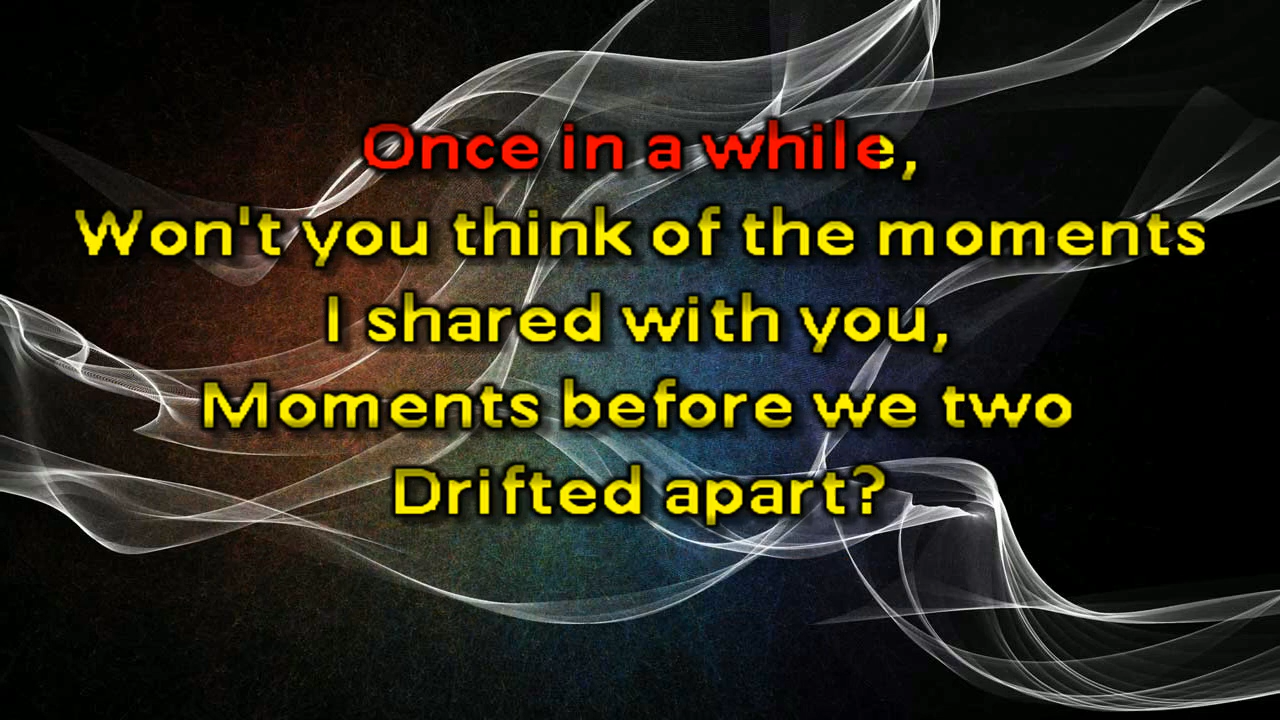 Once in a while,
Won't you think of the moments
I shared with you,
Moments before we two
Drifted apart?